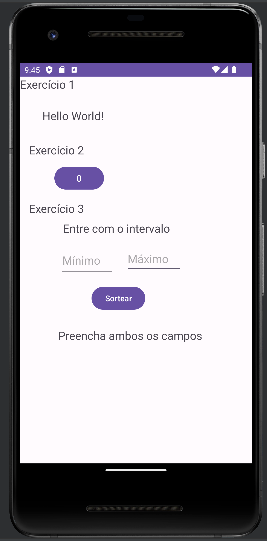 9:45
Exercício 1
Hello World!
Exercício 2
0
Exercício 3
Entre com o intervalo
Mínimo Máximo
Sortear
Preencha ambos os campos